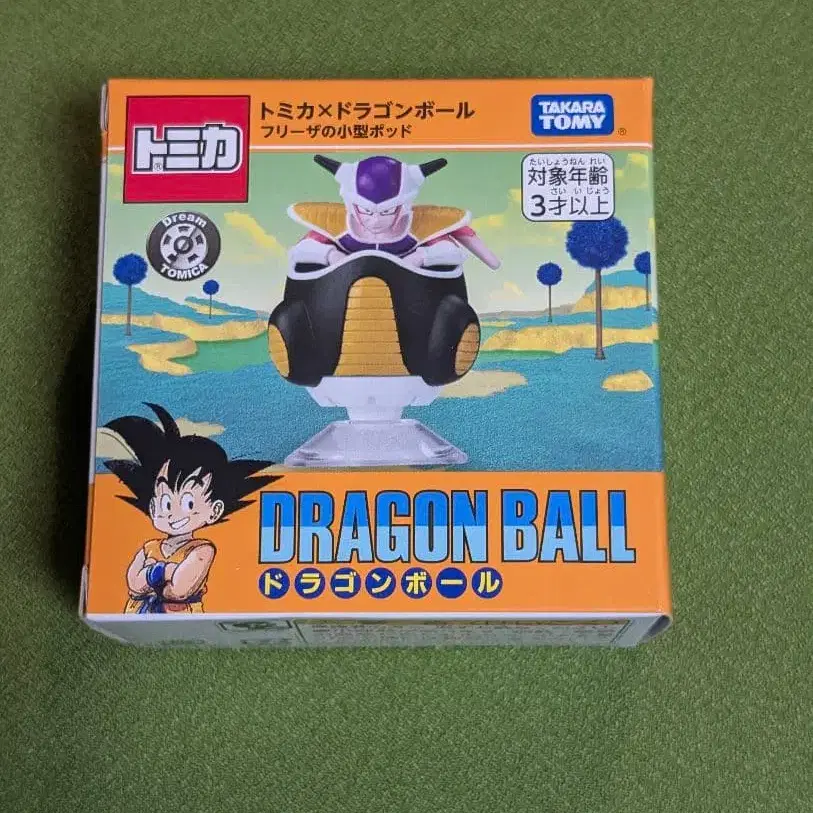 トミカ
トミカ×ドラゴンボール
フリーザの小型ポッド
TAKARA
TOMY
®
たいしょうねんれい
対象年齢
さいいじょう
3才以上
Dream
TOMICA
DRAGON BALL
ドラゴンボール